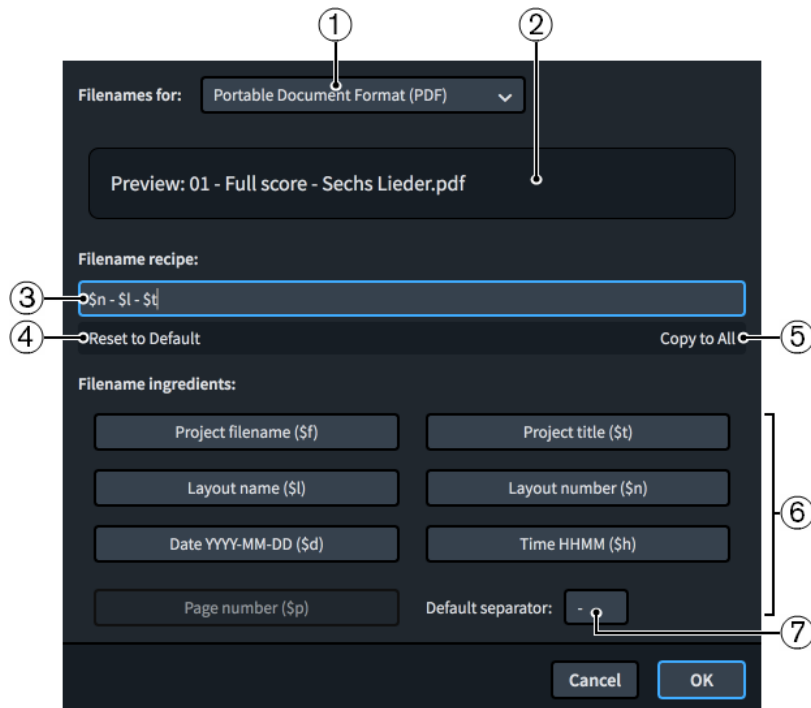 ① ②
Filenames for: Portable Document Format (PDF)
Preview: 01 - Full score - Sechs Lieder.pdf
Filename recipe:
③ $n - $l - $t
④ Reset to Default Copy to All ⑤
Filename ingredients:
Project filename ($f) Project title ($t)
Layout name ($l) Layout number ($n)
⑥
Date YYYY-MM-DD ($d) Time HHMM ($h)
Page number ($p) Default separator: -
⑦
Cancel OK